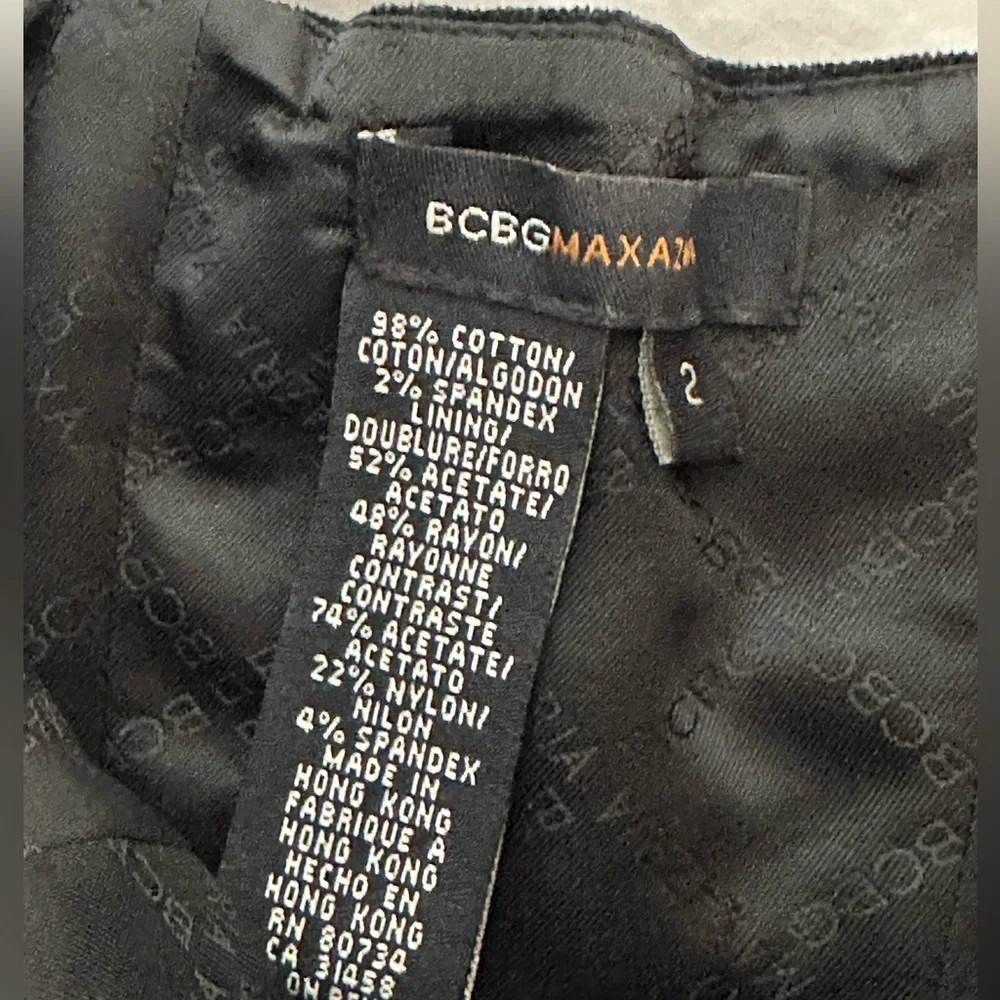 BCBGMAXAZR
2
98% COTTON/
COTON/ALGODON
2% SPANDEX
LINING/
DOUBLURE/FORRO
52% ACETATE/
ACETATO
48% RAYON/
RAYONNE
CONTRAST/
CONTRASTE
74% ACETATE/
ACETATO
22% NYLON/
NILON
4% SPANDEX
MADE IN
HONG KONG
FABRIQUE A
HONG KONG
HECHO EN
HONG KONG
RN 80734
CA 31458